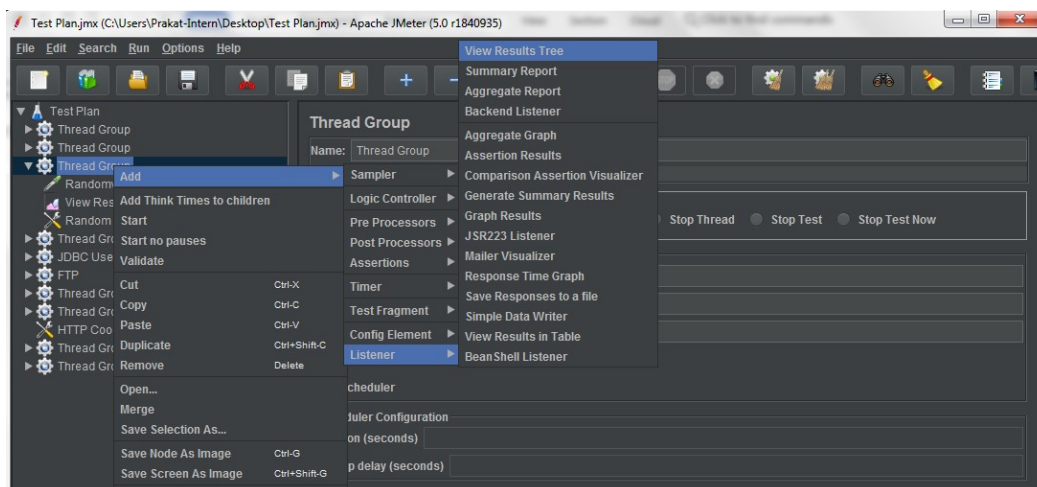 Test Plan.jmx (C:\Users\Prakat-Intern\Desktop\Test Plan.jmx) - Apache JMeter (5.0 r1840935)
File Edit Search Run Options Help
Test Plan
Thread Group
Thread Group
Thread Gro
Random
View Res
Random
Thread Gro
JDBC Use
FTP
Thread Gro
Thread Gro
HTTP Coo
Thread Gro
Thread Gro
Add
Add Think Times to children
Start
Start no pauses
Validate
Cut Ctrl-X
Copy Ctrl-C
Paste Ctrl-V
Duplicate Ctrl+Shift-C
Remove Delete
Open...
Merge
Save Selection As...
Save Node As Image Ctrl-G
Save Screen As Image Ctrl+Shift-G
Thread Group
Name: Thread Group
Sampler
Logic Controller
Pre Processors
Post Processors
Assertions
Timer
Test Fragment
Config Element
Listener
View Results Tree
Summary Report
Aggregate Report
Backend Listener
Aggregate Graph
Assertion Results
Comparison Assertion Visualizer
Generate Summary Results
Graph Results
JSR223 Listener
Mailer Visualizer
Response Time Graph
Save Responses to a file
Simple Data Writer
View Results in Table
BeanShell Listener
Stop Thread Stop Test Stop Test Now
cheduler
duler Configuration
on (seconds)
p delay (seconds)